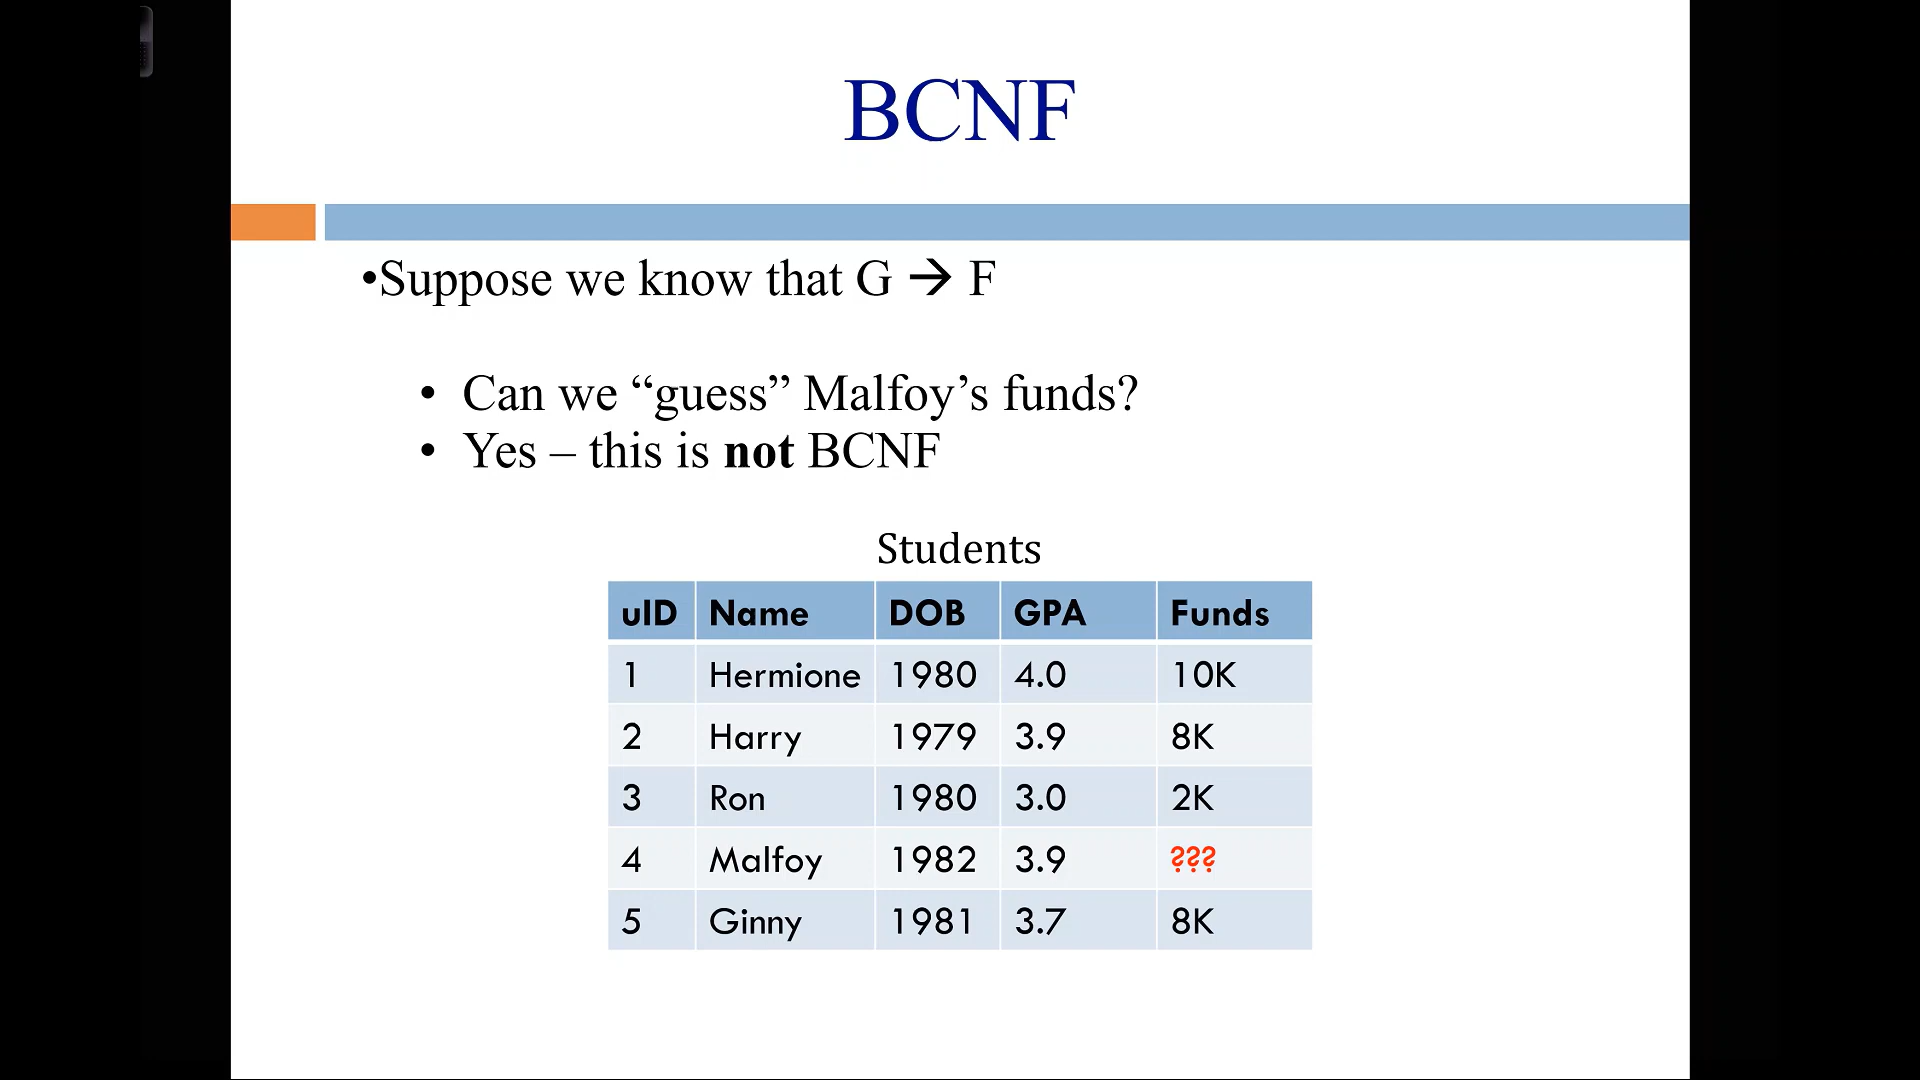 BCNF
•Suppose we know that G → F
• Can we “guess” Malfoy’s funds?
• Yes – this is not BCNF
Students
uID Name DOB GPA Funds
1 Hermione 1980 4.0 10K
2 Harry 1979 3.9 8K
3 Ron 1980 3.0 2K
4 Malfoy 1982 3.9 ???
5 Ginny 1981 3.7 8K